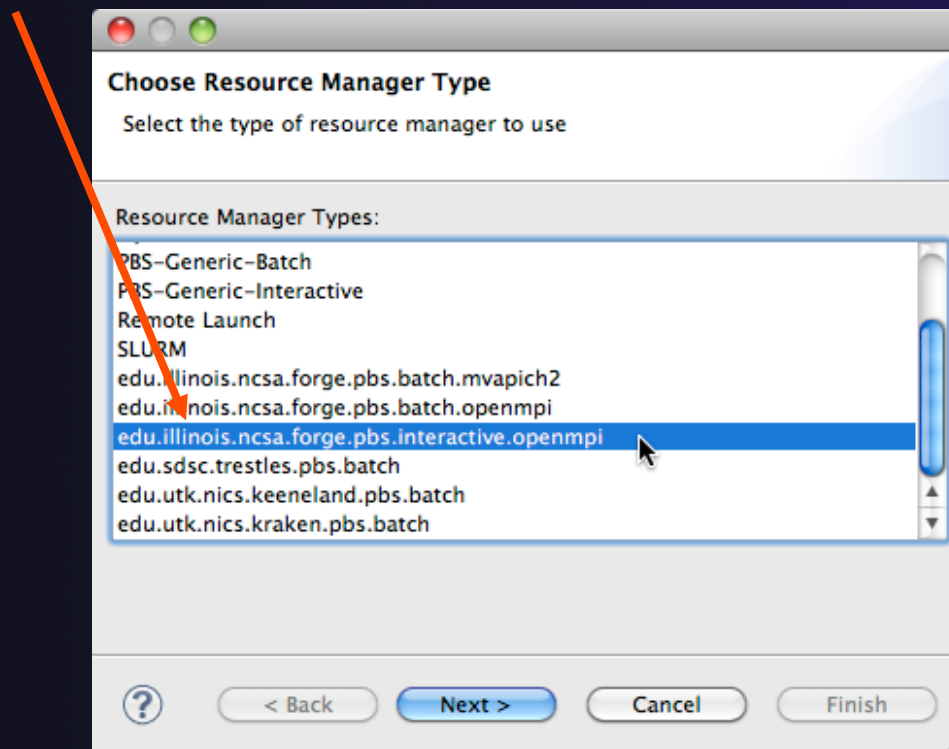 Choose Resource Manager Type
Select the type of resource manager to use
Resource Manager Types:
PBS-Generic-Batch
PBS-Generic-Interactive
Remote Launch
SLURM
edu.illinois.ncsa.forge.pbs.batch.mvapich2
edu.illinois.ncsa.forge.pbs.batch.openmpi
edu.illinois.ncsa.forge.pbs.interactive.openmpi
edu.sdsc.trestles.pbs.batch
edu.utk.nics.keeneland.pbs.batch
edu.utk.nics.kraken.pbs.batch
? < Back Next > Cancel Finish